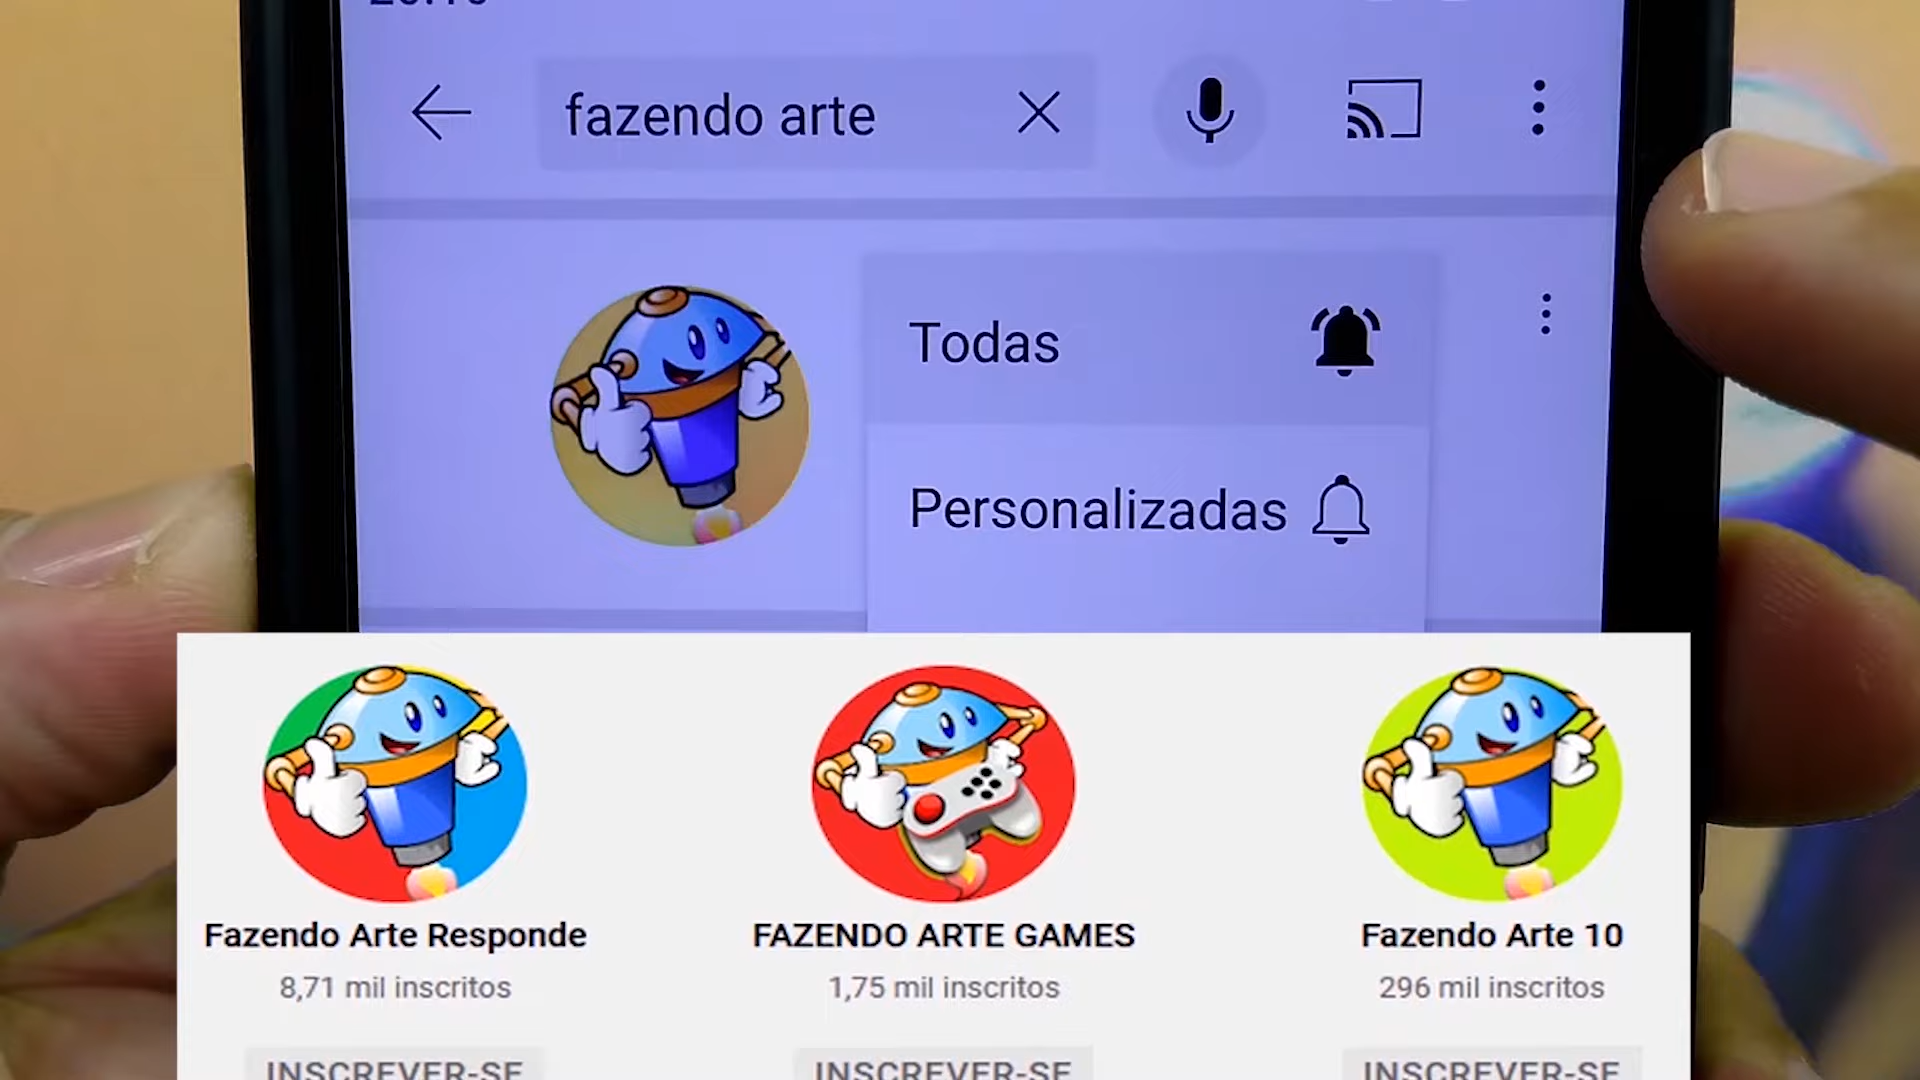 fazendo arte
Todas
Personalizadas
Fazendo Arte Responde
8,71 mil inscritos
INSCREVER-SE
FAZENDO ARTE GAMES
1,75 mil inscritos
INSCREVER-SE
Fazendo Arte 10
296 mil inscritos
INSCREVER-SE